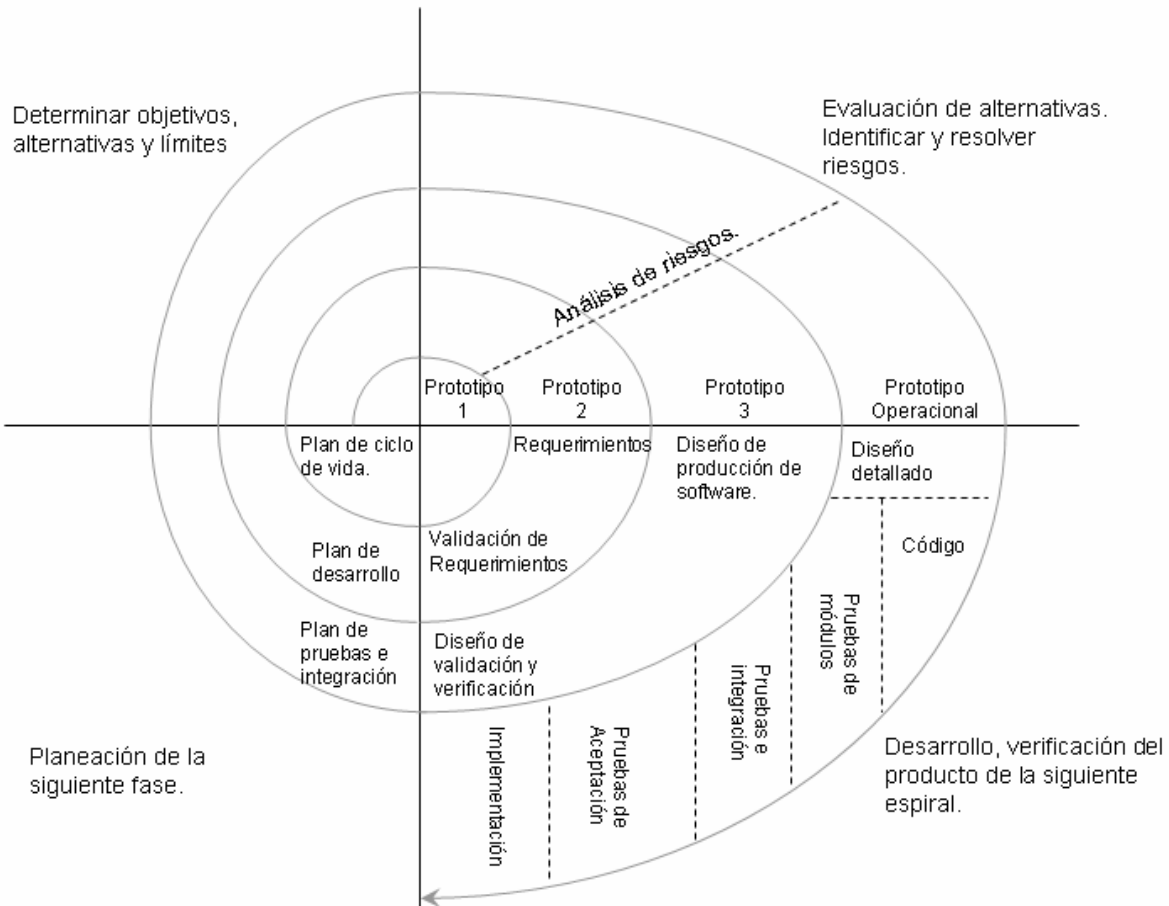 Determinar objetivos,
alternativas y límites
Evaluación de alternativas.
Identificar y resolver
riesgos.
Análisis de riesgos.
Prototipo
1
Prototipo
2
Prototipo
3
Prototipo
Operacional
Plan de ciclo
de vida.
Requerimientos
Diseño de
producción de
software.
Diseño
detallado
Código
Plan de
desarrollo
Validación de
Requerimientos
Pruebas de
módulos
Plan de
pruebas e
integración
Diseño de
validación y
verificación
Pruebas e
integración
Implementación
Pruebas de
Aceptación
Planeación de la
siguiente fase.
Desarrollo, verificación del
producto de la siguiente
espiral.